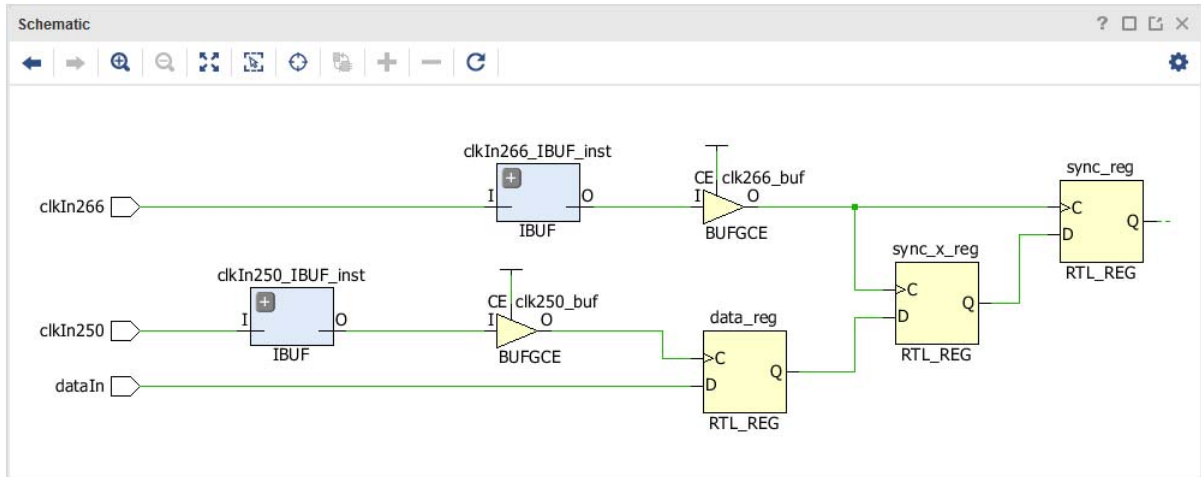 Schematic
clkIn266_IBUF_inst
CE clk266_buf
sync_reg
clkIn266
I
O
I
O
C
Q
D
IBUF
BUFGCE
RTL_REG
sync_x_reg
clkIn250_IBUF_inst
CE clk250_buf
C
Q
D
data_reg
clkIn250
I
O
I
O
IBUF
BUFGCE
RTL_REG
C
Q
dataIn
D
RTL_REG